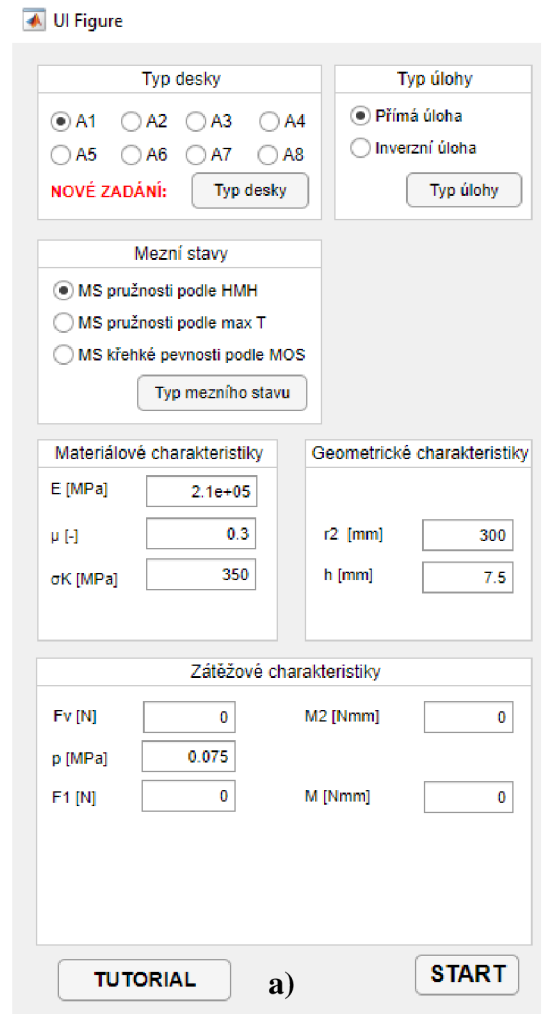 UI Figure
Typ desky
A1 A2 A3 A4
A5 A6 A7 A8
NOVÉ ZADÁNÍ: Typ desky
Typ úlohy
Přímá úloha
Inverzní úloha
Typ úlohy
Mezní stavy
MS pružnosti podle HMH
MS pružnosti podle max T
MS křehké pevnosti podle MOS
Typ mezního stavu
Materiálové charakteristiky
E [MPa] 2.1e+05
μ [-] 0.3
σK [MPa] 350
Geometrické charakteristiky
r2 [mm] 300
h [mm] 7.5
Zátěžové charakteristiky
Fv [N] 0 M2 [Nmm] 0
p [MPa] 0.075
F1 [N] 0 M [Nmm] 0
TUTORIAL a) START